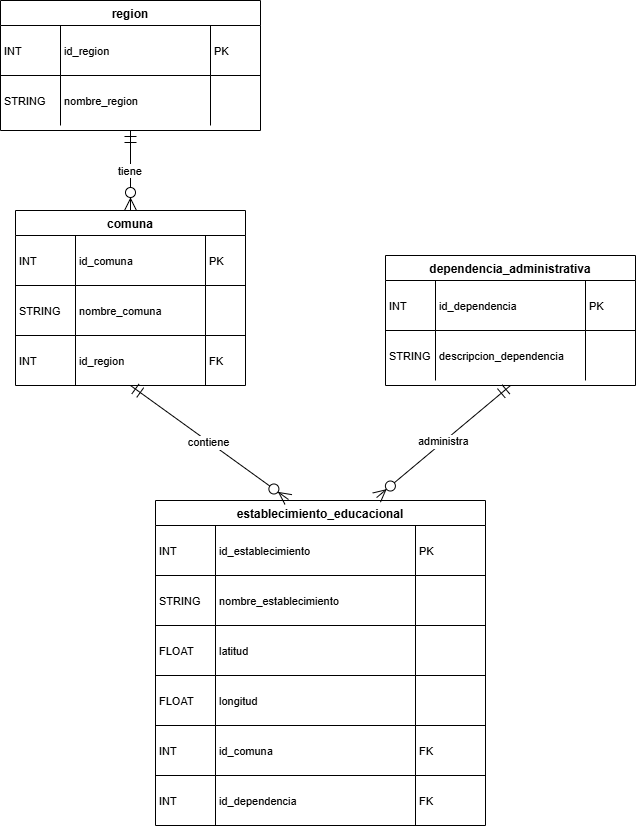 region
INT id_region PK
STRING nombre_region
tiene
comuna
INT id_comuna PK
STRING nombre_comuna
INT id_region FK
dependencia_administrativa
INT id_dependencia PK
STRING descripcion_dependencia
contiene
administra
establecimiento_educacional
INT id_establecimiento PK
STRING nombre_establecimiento
FLOAT latitud
FLOAT longitud
INT id_comuna FK
INT id_dependencia FK